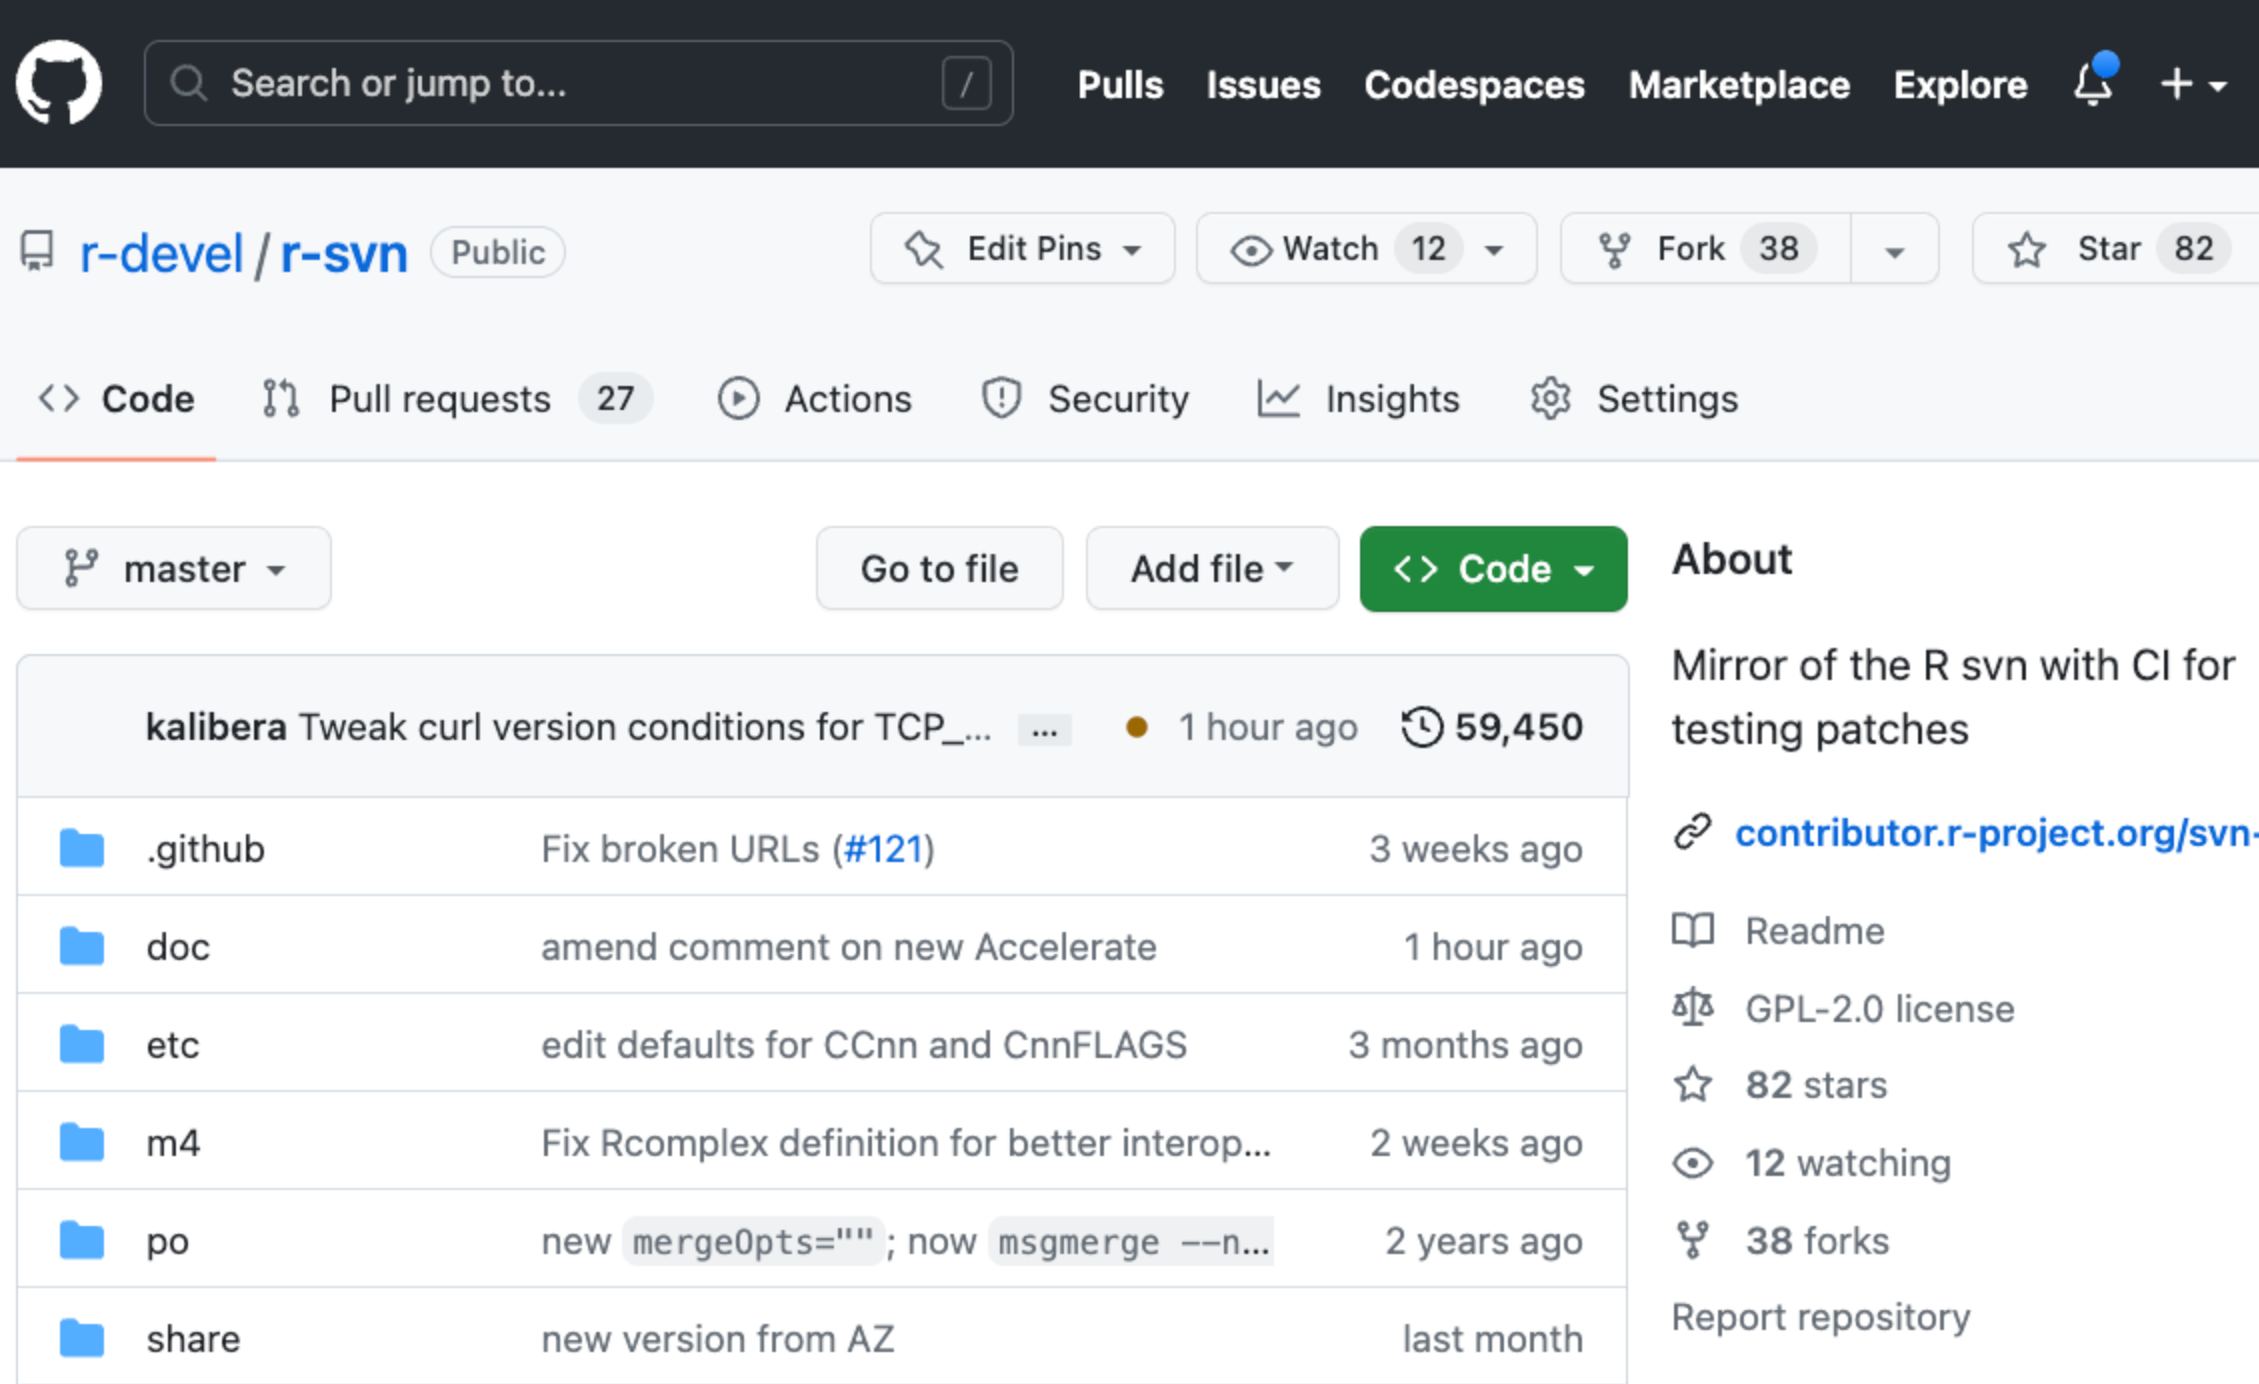 Search or jump to... /
Pulls Issues Codespaces Marketplace Explore
r-devel / r-svn Public
Edit Pins Watch 12 Fork 38 Star 82
Code Pull requests 27 Actions Security Insights Settings
master Go to file Add file Code
kalibera Tweak curl version conditions for TCP_... ... 1 hour ago 59,450
.github Fix broken URLs (#121) 3 weeks ago
doc amend comment on new Accelerate 1 hour ago
etc edit defaults for CCnn and CnnFLAGS 3 months ago
m4 Fix Rcomplex definition for better interop... 2 weeks ago
po new mergeOpts=""; now msgmerge --n... 2 years ago
share new version from AZ last month
About
Mirror of the R svn with CI for
testing patches
contributor.r-project.org/svn-
Readme
GPL-2.0 license
82 stars
12 watching
38 forks
Report repository